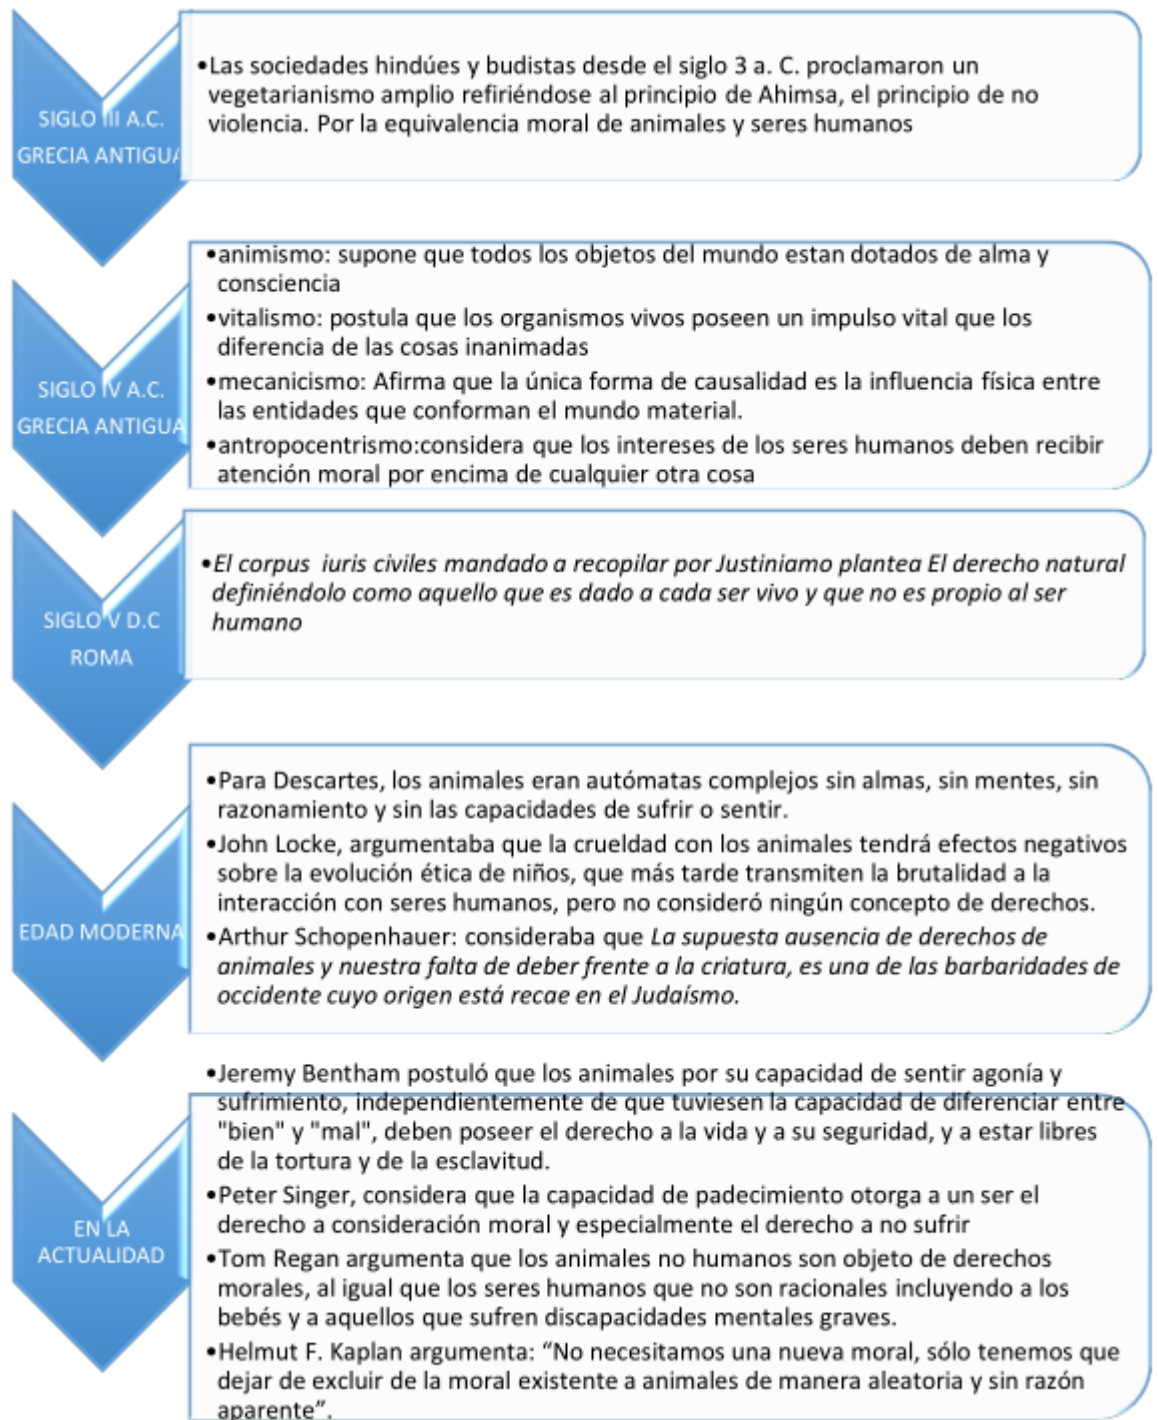 SIGLO III A.C.
GRECIA ANTIGUA
•Las sociedades hindúes y budistas desde el siglo 3 a. C. proclamaron un
vegetarianismo amplio refiriéndose al principio de Ahimsa, el principio de no
violencia. Por la equivalencia moral de animales y seres humanos
SIGLO IV A.C.
GRECIA ANTIGUA
•animismo: supone que todos los objetos del mundo estan dotados de alma y
consciencia
•vitalismo: postula que los organismos vivos poseen un impulso vital que los
diferencia de las cosas inanimadas
•mecanicismo: Afirma que la única forma de causalidad es la influencia física entre
las entidades que conforman el mundo material.
•antropocentrismo:considera que los intereses de los seres humanos deben recibir
atención moral por encima de cualquier otra cosa
SIGLO V D.C
ROMA
•El corpus iuris civiles mandado a recopilar por Justiniamo plantea El derecho natural
definiéndolo como aquello que es dado a cada ser vivo y que no es propio al ser
humano
EDAD MODERNA
•Para Descartes, los animales eran autómatas complejos sin almas, sin mentes, sin
razonamiento y sin las capacidades de sufrir o sentir.
•John Locke, argumentaba que la crueldad con los animales tendrá efectos negativos
sobre la evolución ética de niños, que más tarde transmiten la brutalidad a la
interacción con seres humanos, pero no consideró ningún concepto de derechos.
•Arthur Schopenhauer: consideraba que La supuesta ausencia de derechos de
animales y nuestra falta de deber frente a la criatura, es una de las barbaridades de
occidente cuyo origen está recae en el Judaísmo.
EN LA
ACTUALIDAD
•Jeremy Bentham postuló que los animales por su capacidad de sentir agonía y
sufrimiento, independientemente de que tuviesen la capacidad de diferenciar entre
"bien" y "mal", deben poseer el derecho a la vida y a su seguridad, y a estar libres
de la tortura y de la esclavitud.
•Peter Singer, considera que la capacidad de padecimiento otorga a un ser el
derecho a consideración moral y especialmente el derecho a no sufrir
•Tom Regan argumenta que los animales no humanos son objeto de derechos
morales, al igual que los seres humanos que no son racionales incluyendo a los
bebés y a aquellos que sufren discapacidades mentales graves.
•Helmut F. Kaplan argumenta: “No necesitamos una nueva moral, sólo tenemos que
dejar de excluir de la moral existente a animales de manera aleatoria y sin razón
aparente”.